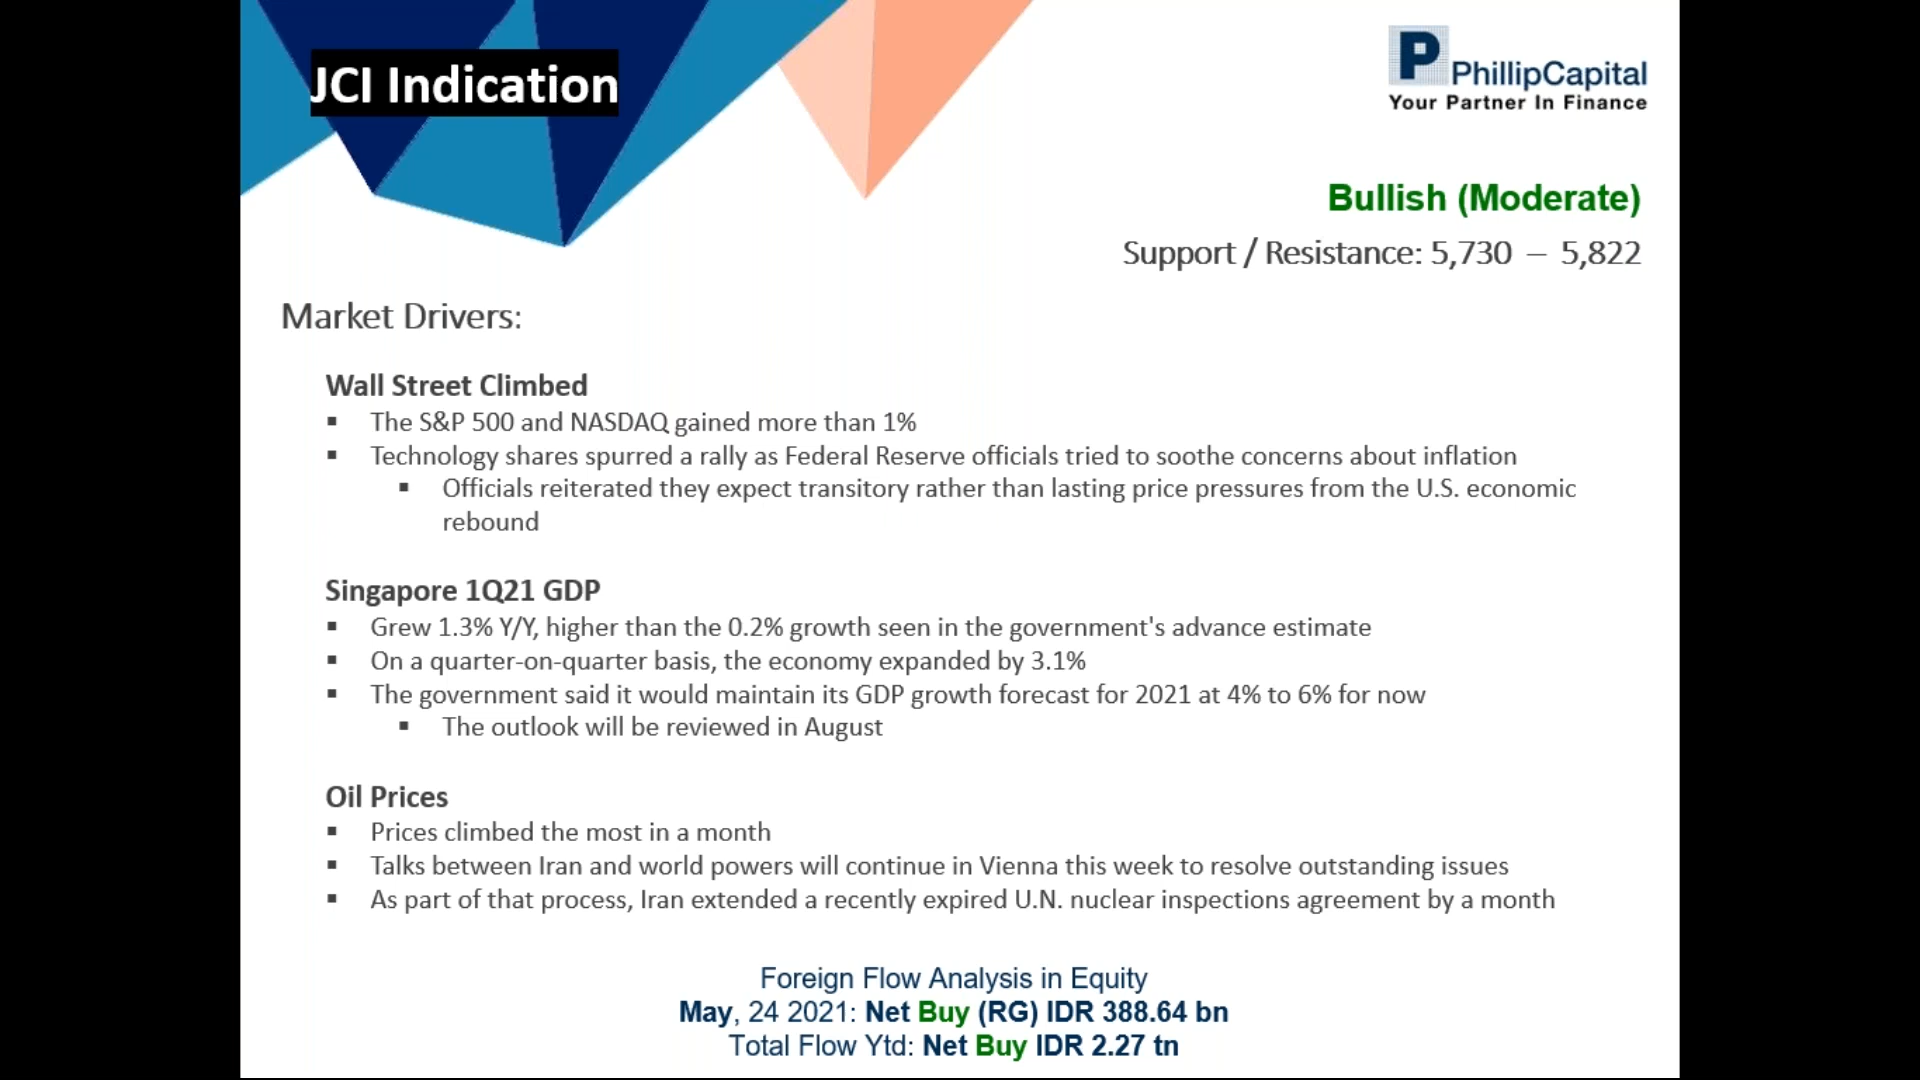 JCI Indication
P
PhillipCapital
Your Partner In Finance
Bullish (Moderate)
Support / Resistance: 5,730 – 5,822
Market Drivers:
Wall Street Climbed
▪ The S&P 500 and NASDAQ gained more than 1%
▪ Technology shares spurred a rally as Federal Reserve officials tried to soothe concerns about inflation
▪ Officials reiterated they expect transitory rather than lasting price pressures from the U.S. economic
rebound
Singapore 1Q21 GDP
▪ Grew 1.3% Y/Y, higher than the 0.2% growth seen in the government's advance estimate
▪ On a quarter-on-quarter basis, the economy expanded by 3.1%
▪ The government said it would maintain its GDP growth forecast for 2021 at 4% to 6% for now
▪ The outlook will be reviewed in August
Oil Prices
▪ Prices climbed the most in a month
▪ Talks between Iran and world powers will continue in Vienna this week to resolve outstanding issues
▪ As part of that process, Iran extended a recently expired U.N. nuclear inspections agreement by a month
Foreign Flow Analysis in Equity
May, 24 2021: Net Buy (RG) IDR 388.64 bn
Total Flow Ytd: Net Buy IDR 2.27 tn